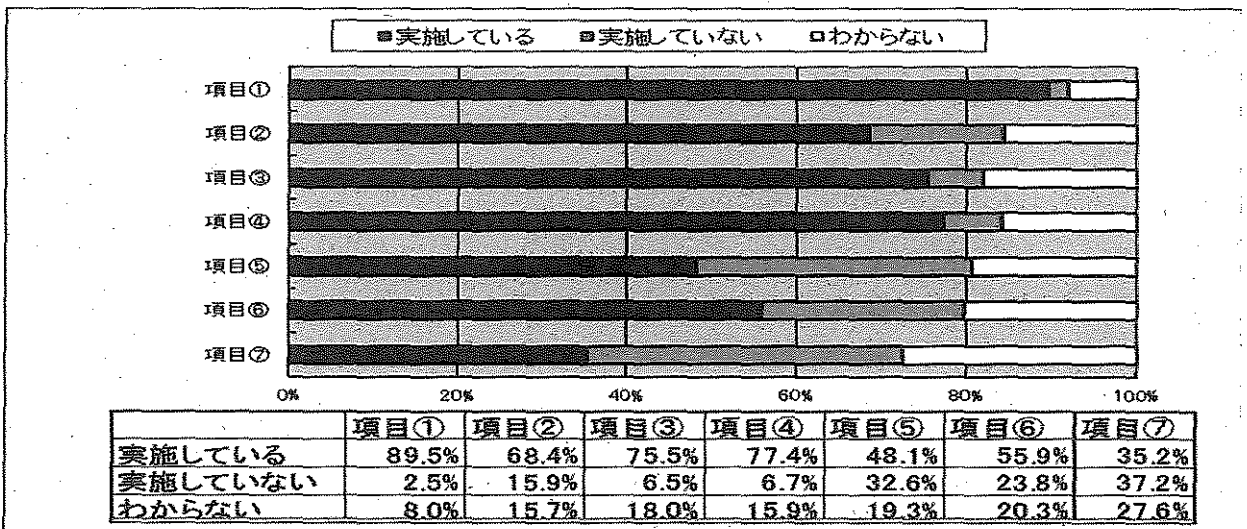 ■実施している ■実施していない □わからない
項目①
項目②
項目③
項目④
項目⑤
項目⑥
項目⑦
0% 20% 40% 60% 80% 100%
項目① 項目② 項目③ 項目④ 項目⑤ 項目⑥ 項目⑦
実施している 89.5% 68.4% 75.5% 77.4% 48.1% 55.9% 35.2%
実施していない 2.5% 15.9% 6.5% 6.7% 32.6% 23.8% 37.2%
わからない 8.0% 15.7% 18.0% 15.9% 19.3% 20.3% 27.6%